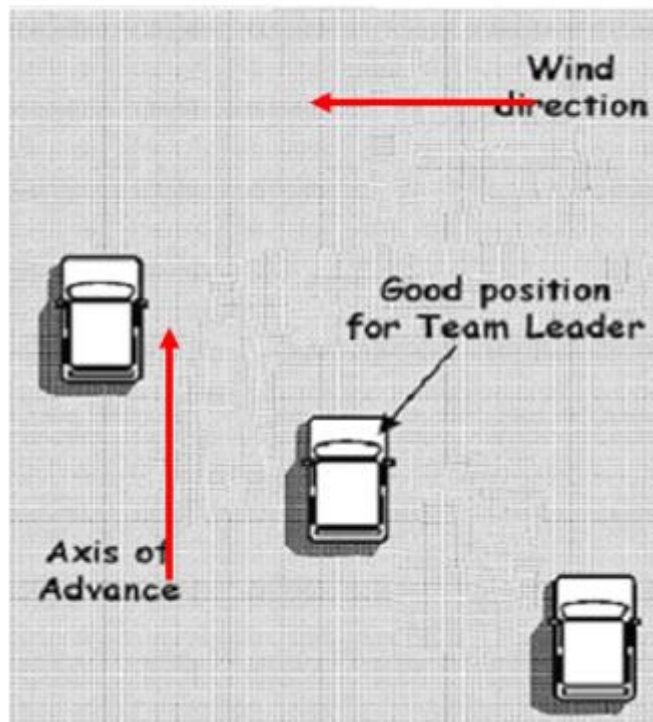 Wind
direction
Good position
for Team Leader
Axis of
Advance